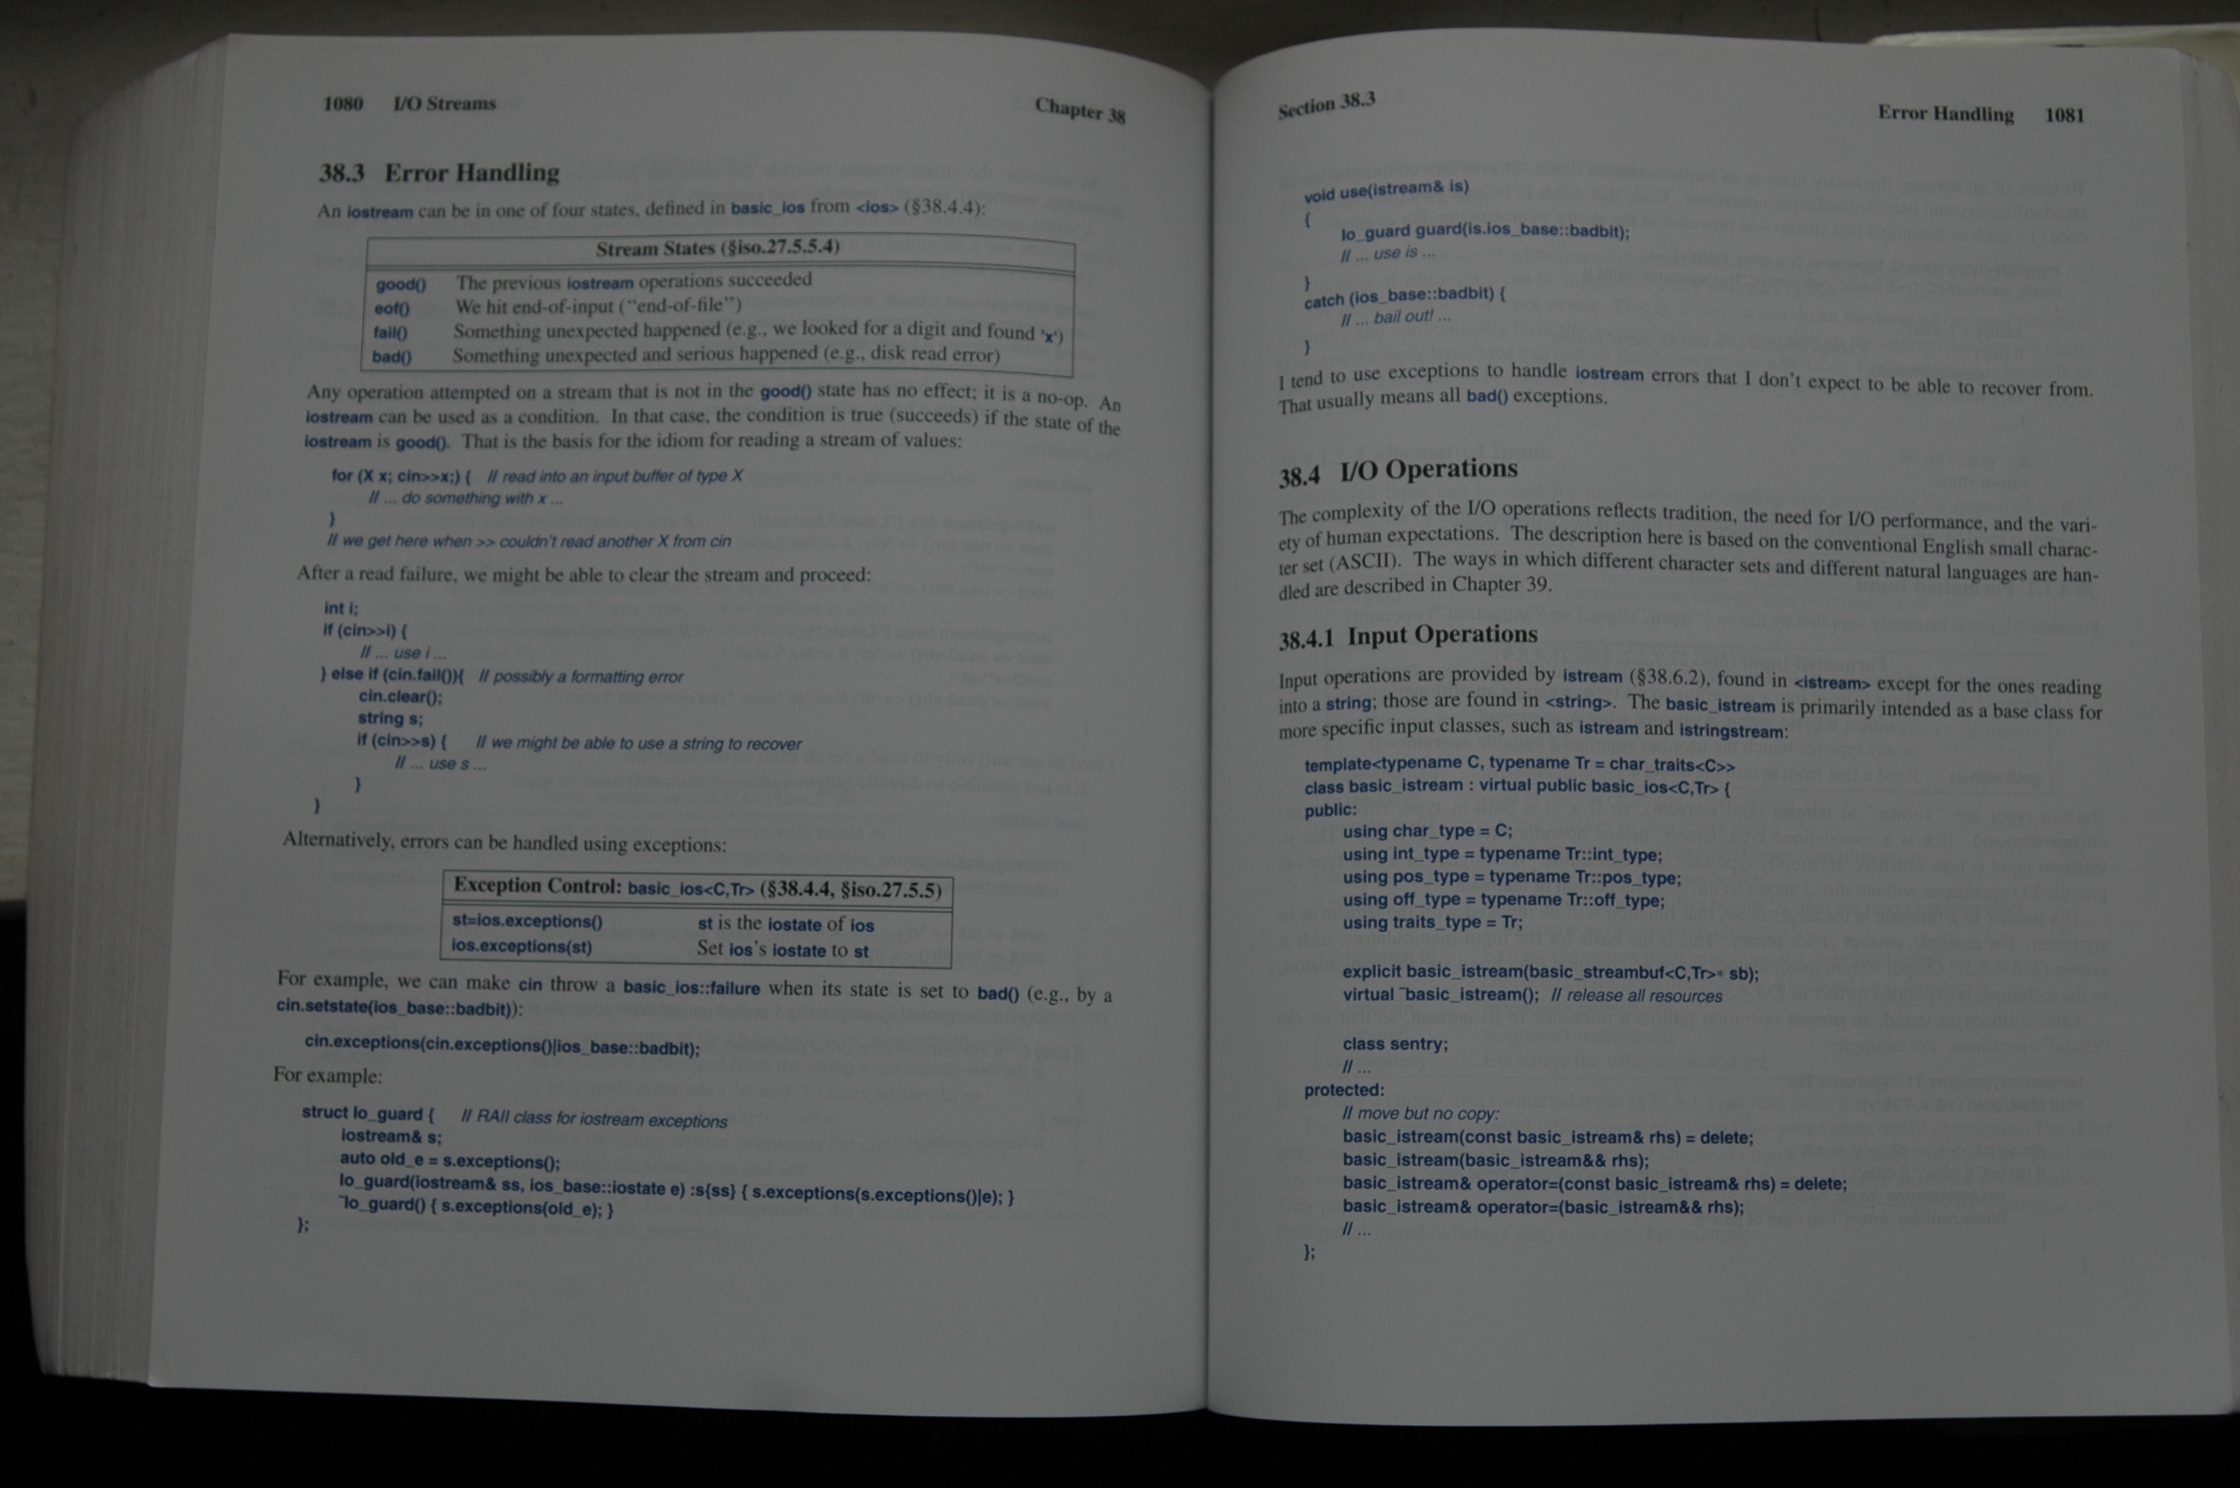 1080 I/O Streams Chapter 38
38.3 Error Handling
An iostream can be in one of four states, defined in basic_ios from <ios> (§38.4.4):
Stream States (§iso.27.5.5.4)
good() The previous iostream operations succeeded
eof() We hit end-of-input (“end-of-file”)
fail() Something unexpected happened (e.g., we looked for a digit and found 'x')
bad() Something unexpected and serious happened (e.g., disk read error)
Any operation attempted on a stream that is not in the good() state has no effect; it is a no-op. An
iostream can be used as a condition. In that case, the condition is true (succeeds) if the state of the
iostream is good(). That is the basis for the idiom for reading a stream of values:
for (X x; cin>>x;) { // read into an input buffer of type X
// ... do something with x ...
}
// we get here when >> couldn't read another X from cin
After a read failure, we might be able to clear the stream and proceed:
int i;
if (cin>>i) {
// ... use i ...
} else if (cin.fail()){ // possibly a formatting error
cin.clear();
string s;
if (cin>>s) { // we might be able to use a string to recover
// ... use s ...
}
}
Alternatively, errors can be handled using exceptions:
Exception Control: basic_ios<C,Tr> (§38.4.4, §iso.27.5.5)
st=ios.exceptions() st is the iostate of ios
ios.exceptions(st) Set ios's iostate to st
For example, we can make cin throw a basic_ios::failure when its state is set to bad() (e.g., by a
cin.setstate(ios_base::badbit)):
cin.exceptions(cin.exceptions()|ios_base::badbit);
For example:
struct Io_guard { // RAII class for iostream exceptions
iostream& s;
auto old_e = s.exceptions();
Io_guard(iostream& ss, ios_base::iostate e) :s{ss} { s.exceptions(s.exceptions()|e); }
~Io_guard() { s.exceptions(old_e); }
};
Section 38.3 Error Handling 1081
void use(istream& is)
{
Io_guard guard(is.ios_base::badbit);
// ... use is ...
}
catch (ios_base::badbit) {
// ... bail out! ...
}
I tend to use exceptions to handle iostream errors that I don't expect to be able to recover from.
That usually means all bad() exceptions.
38.4 I/O Operations
The complexity of the I/O operations reflects tradition, the need for I/O performance, and the vari-
ety of human expectations. The description here is based on the conventional English small charac-
ter set (ASCII). The ways in which different character sets and different natural languages are han-
dled are described in Chapter 39.
38.4.1 Input Operations
Input operations are provided by istream (§38.6.2), found in <istream> except for the ones reading
into a string; those are found in <string>. The basic_istream is primarily intended as a base class for
more specific input classes, such as istream and istringstream:
template<typename C, typename Tr = char_traits<C>>
class basic_istream : virtual public basic_ios<C,Tr> {
public:
using char_type = C;
using int_type = typename Tr::int_type;
using pos_type = typename Tr::pos_type;
using off_type = typename Tr::off_type;
using traits_type = Tr;
explicit basic_istream(basic_streambuf<C,Tr>* sb);
virtual ~basic_istream(); // release all resources
class sentry;
// ...
protected:
// move but no copy:
basic_istream(const basic_istream& rhs) = delete;
basic_istream(basic_istream&& rhs);
basic_istream& operator=(const basic_istream& rhs) = delete;
basic_istream& operator=(basic_istream&& rhs);
// ...
};